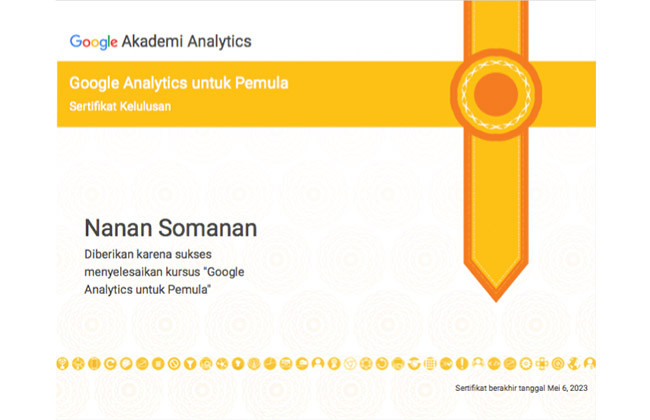 Google Akademi Analytics
Google Analytics untuk Pemula
Sertifikat Kelulusan
Nanan Somanan
Diberikan karena sukses
menyelesaikan kursus "Google
Analytics untuk Pemula"
Sertifikat berakhir tanggal Mei 6, 2023